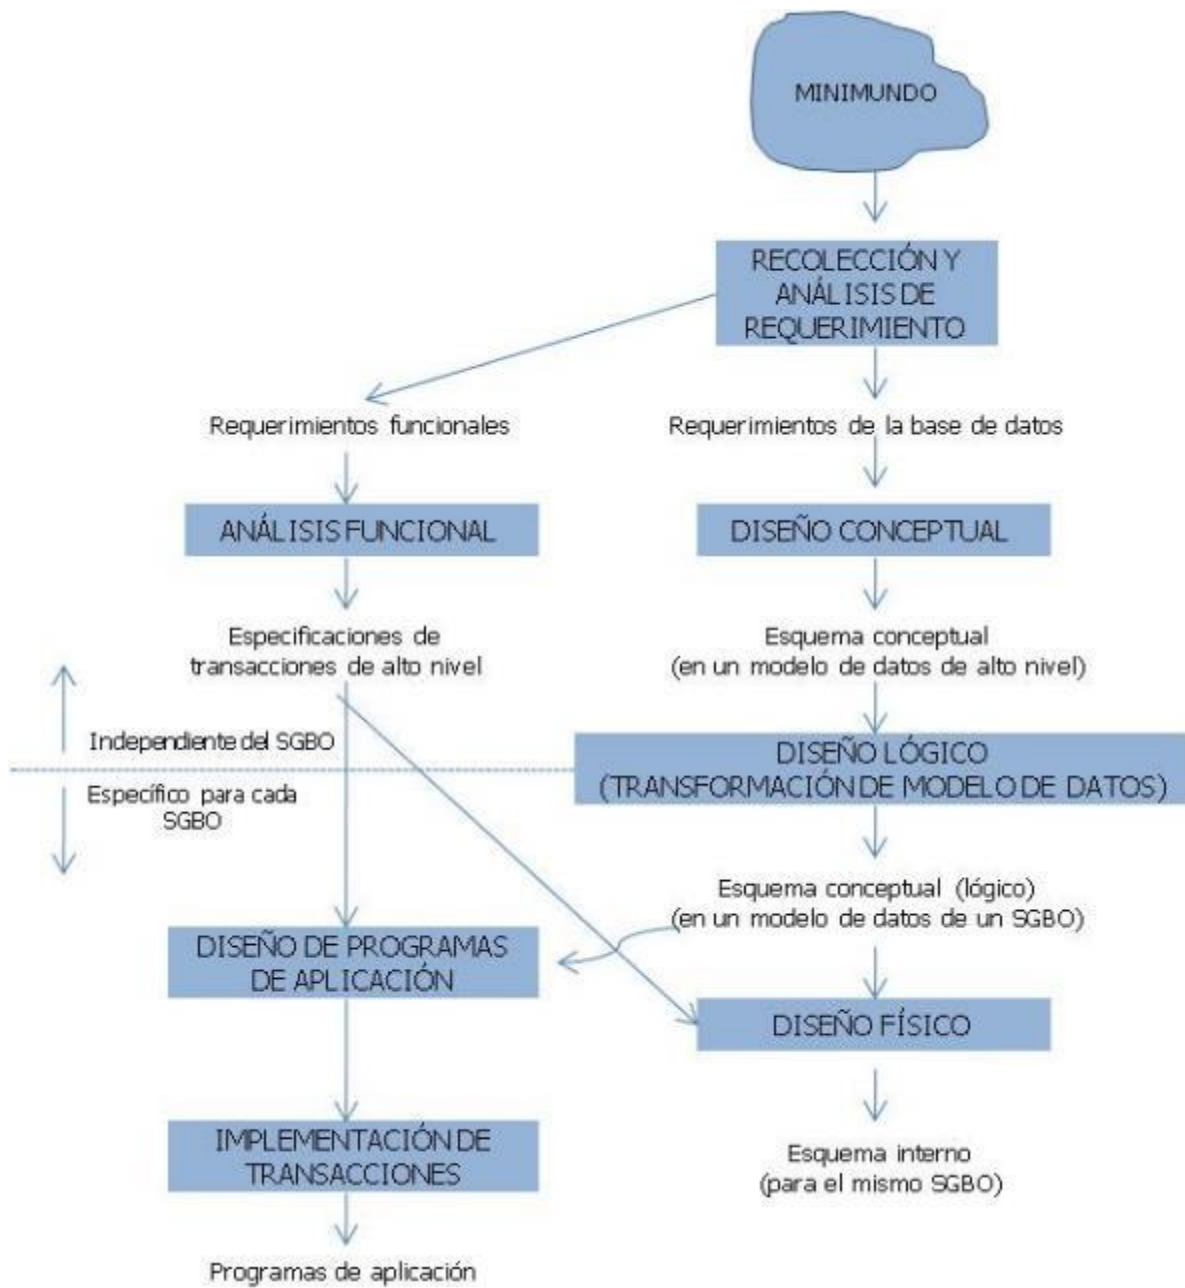 MINIMUNDO
RECOLECCIÓN Y
ANÁLISIS DE
REQUERIMIENTO
Requerimientos funcionales
Requerimientos de la base de datos
ANÁLISIS FUNCIONAL
DISEÑO CONCEPTUAL
Especificaciones de
transacciones de alto nivel
Esquema conceptual
(en un modelo de datos de alto nivel)
Independiente del SGBO
DISEÑO LÓGICO
(TRANSFORMACIÓN DE MODELO DE DATOS)
Específico para cada
SGBO
Esquema conceptual (lógico)
(en un modelo de datos de un SGBO)
DISEÑO DE PROGRAMAS
DE APLICACIÓN
DISEÑO FÍSICO
IMPLEMENTACIÓN DE
TRANSACCIONES
Esquema interno
(para el mismo SGBO)
Programas de aplicación